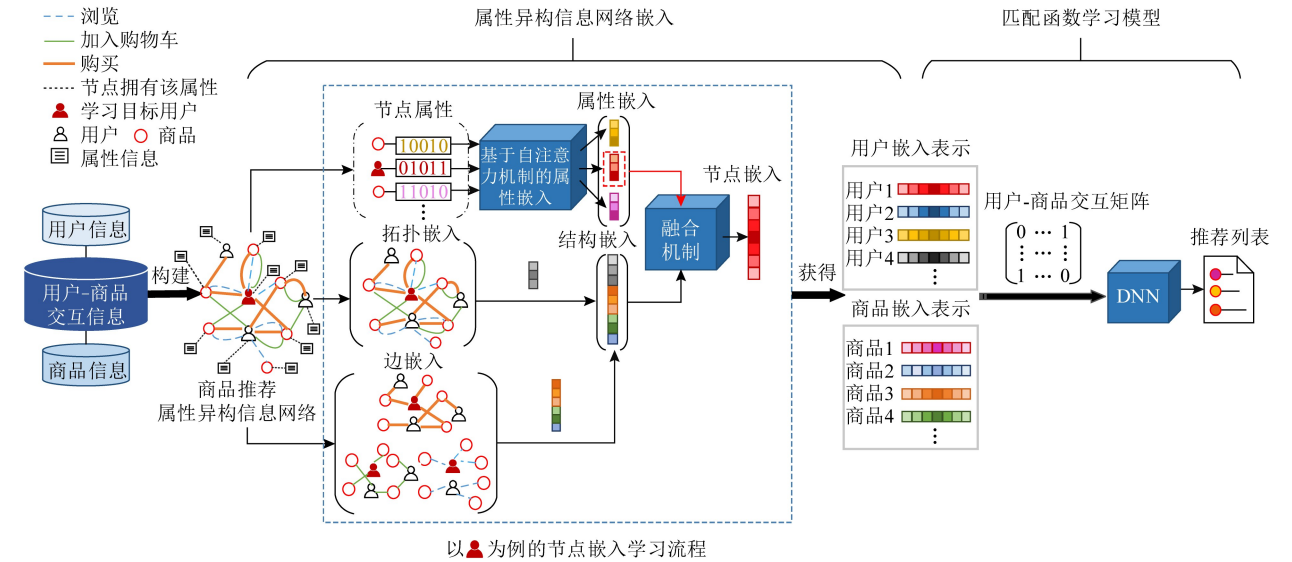 属性异构信息网络嵌入
匹配函数学习模型
浏览
加入购物车
购买
节点拥有该属性
学习目标用户
用户 商品
属性信息
用户信息
用户-商品
交互信息
商品信息
构建
商品推荐
属性异构信息网络
节点属性
10010
01011
11010
⋮
基于自注意
力机制的属
性嵌入
属性嵌入
拓扑嵌入
结构嵌入
边嵌入
融合
机制
节点嵌入
以 为例的节点嵌入学习流程
获得
用户嵌入表示
用户1
用户2
用户3
用户4
⋮
商品嵌入表示
商品1
商品2
商品3
商品4
⋮
用户-商品交互矩阵
0 ⋯ 1
⋮ ⋮
1 ⋯ 0
DNN
推荐列表